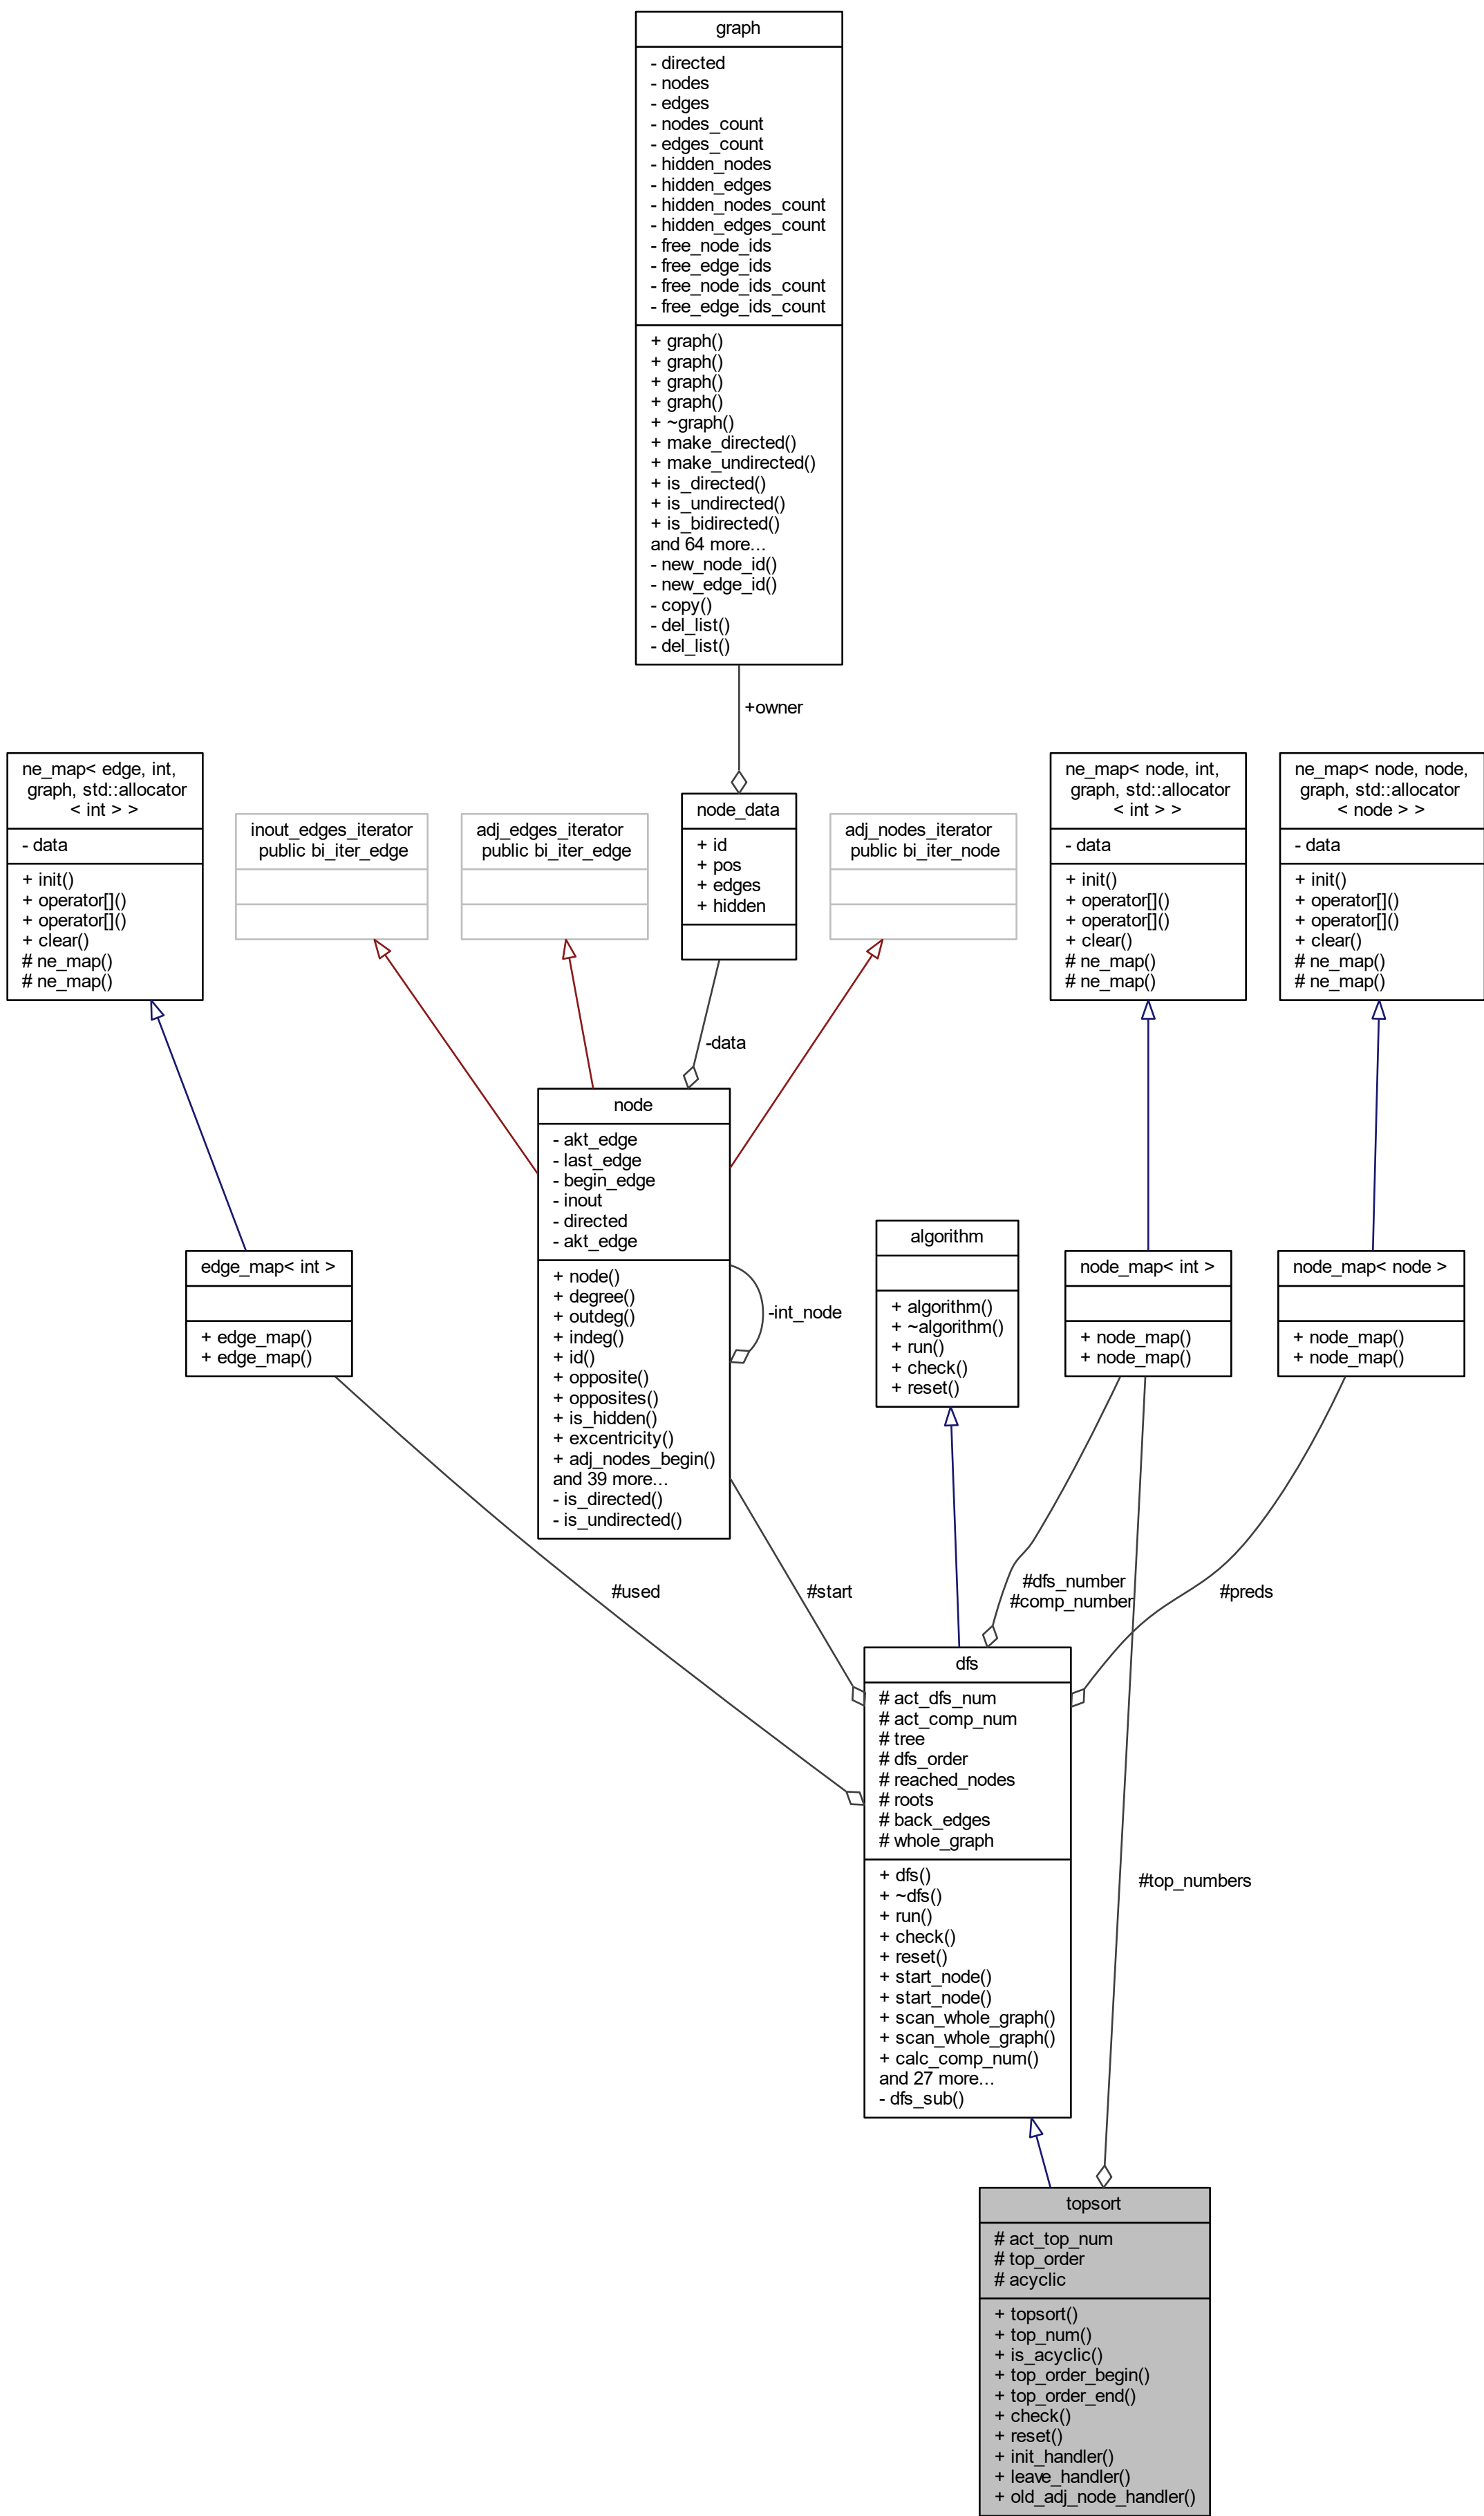 graph
- directed
- nodes
- edges
- nodes_count
- edges_count
- hidden_nodes
- hidden_edges
- hidden_nodes_count
- hidden_edges_count
- free_node_ids
- free_edge_ids
- free_node_ids_count
- free_edge_ids_count
+ graph()
+ graph()
+ graph()
+ graph()
+ ~graph()
+ make_directed()
+ make_undirected()
+ is_directed()
+ is_undirected()
+ is_bidirected()
and 64 more...
- new_node_id()
- new_edge_id()
- copy()
- del_list()
- del_list()
+owner
ne_map< edge, int,
graph, std::allocator
< int > >
- data
+ init()
+ operator[]()
+ operator[]()
+ clear()
# ne_map()
# ne_map()
inout_edges_iterator
public bi_iter_edge
adj_edges_iterator
public bi_iter_edge
node_data
+ id
+ pos
+ edges
+ hidden
adj_nodes_iterator
public bi_iter_node
ne_map< node, int,
graph, std::allocator
< int > >
- data
+ init()
+ operator[]()
+ operator[]()
+ clear()
# ne_map()
# ne_map()
ne_map< node, node,
graph, std::allocator
< node > >
- data
+ init()
+ operator[]()
+ operator[]()
+ clear()
# ne_map()
# ne_map()
-data
node
- akt_edge
- last_edge
- begin_edge
- inout
- directed
- akt_edge
+ node()
+ degree()
+ outdeg()
+ indeg()
+ id()
+ opposite()
+ opposites()
+ is_hidden()
+ excentricity()
+ adj_nodes_begin()
and 39 more...
- is_directed()
- is_undirected()
-int_node
edge_map< int >
+ edge_map()
+ edge_map()
algorithm
+ algorithm()
+ ~algorithm()
+ run()
+ check()
+ reset()
node_map< int >
+ node_map()
+ node_map()
node_map< node >
+ node_map()
+ node_map()
#used
#start
#dfs_number
#comp_number
#preds
dfs
# act_dfs_num
# act_comp_num
# tree
# dfs_order
# reached_nodes
# roots
# back_edges
# whole_graph
+ dfs()
+ ~dfs()
+ run()
+ check()
+ reset()
+ start_node()
+ start_node()
+ scan_whole_graph()
+ scan_whole_graph()
+ calc_comp_num()
and 27 more...
- dfs_sub()
#top_numbers
topsort
# act_top_num
# top_order
# acyclic
+ topsort()
+ top_num()
+ is_acyclic()
+ top_order_begin()
+ top_order_end()
+ check()
+ reset()
+ init_handler()
+ leave_handler()
+ old_adj_node_handler()